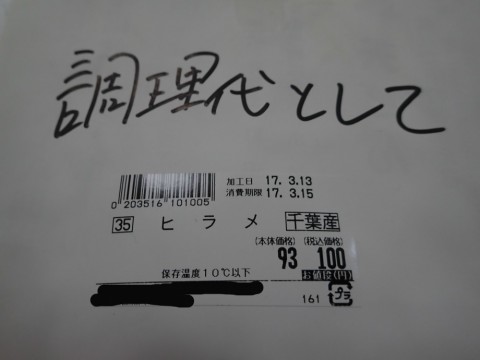 調理代として
加工日 17. 3.13
消費期限 17. 3.15
0 203516 101005
35 ヒラメ 千葉産
(本体価格) (税込価格)
93 100
お値段(円)
保存温度10℃以下
161 プラ